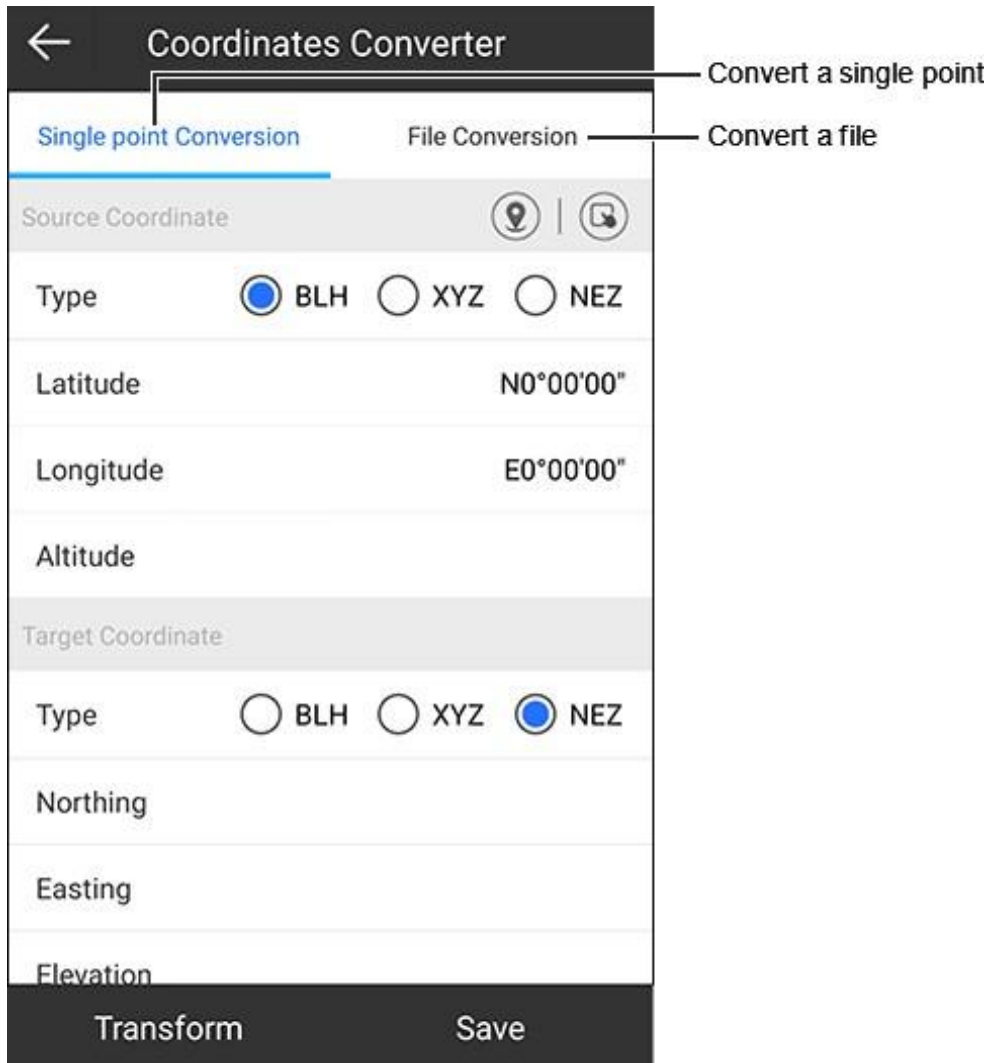 Coordinates Converter
Convert a single point
Single point Conversion File Conversion
Convert a file
Source Coordinate
Type BLH XYZ NEZ
Latitude N0°00'00"
Longitude E0°00'00"
Altitude
Target Coordinate
Type BLH XYZ NEZ
Northing
Easting
Elevation
Transform Save